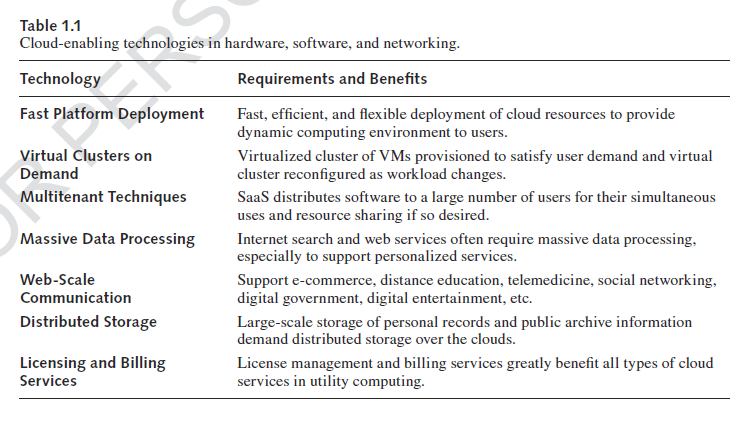 Table 1.1
Cloud-enabling technologies in hardware, software, and networking.
Technology Requirements and Benefits
Fast Platform Deployment Fast, efficient, and flexible deployment of cloud resources to provide
dynamic computing environment to users.
Virtual Clusters on Virtualized cluster of VMs provisioned to satisfy user demand and virtual
Demand cluster reconfigured as workload changes.
Multitenant Techniques SaaS distributes software to a large number of users for their simultaneous
uses and resource sharing if so desired.
Massive Data Processing Internet search and web services often require massive data processing,
especially to support personalized services.
Web-Scale Support e-commerce, distance education, telemedicine, social networking,
Communication digital government, digital entertainment, etc.
Distributed Storage Large-scale storage of personal records and public archive information
demand distributed storage over the clouds.
Licensing and Billing License management and billing services greatly benefit all types of cloud
Services services in utility computing.